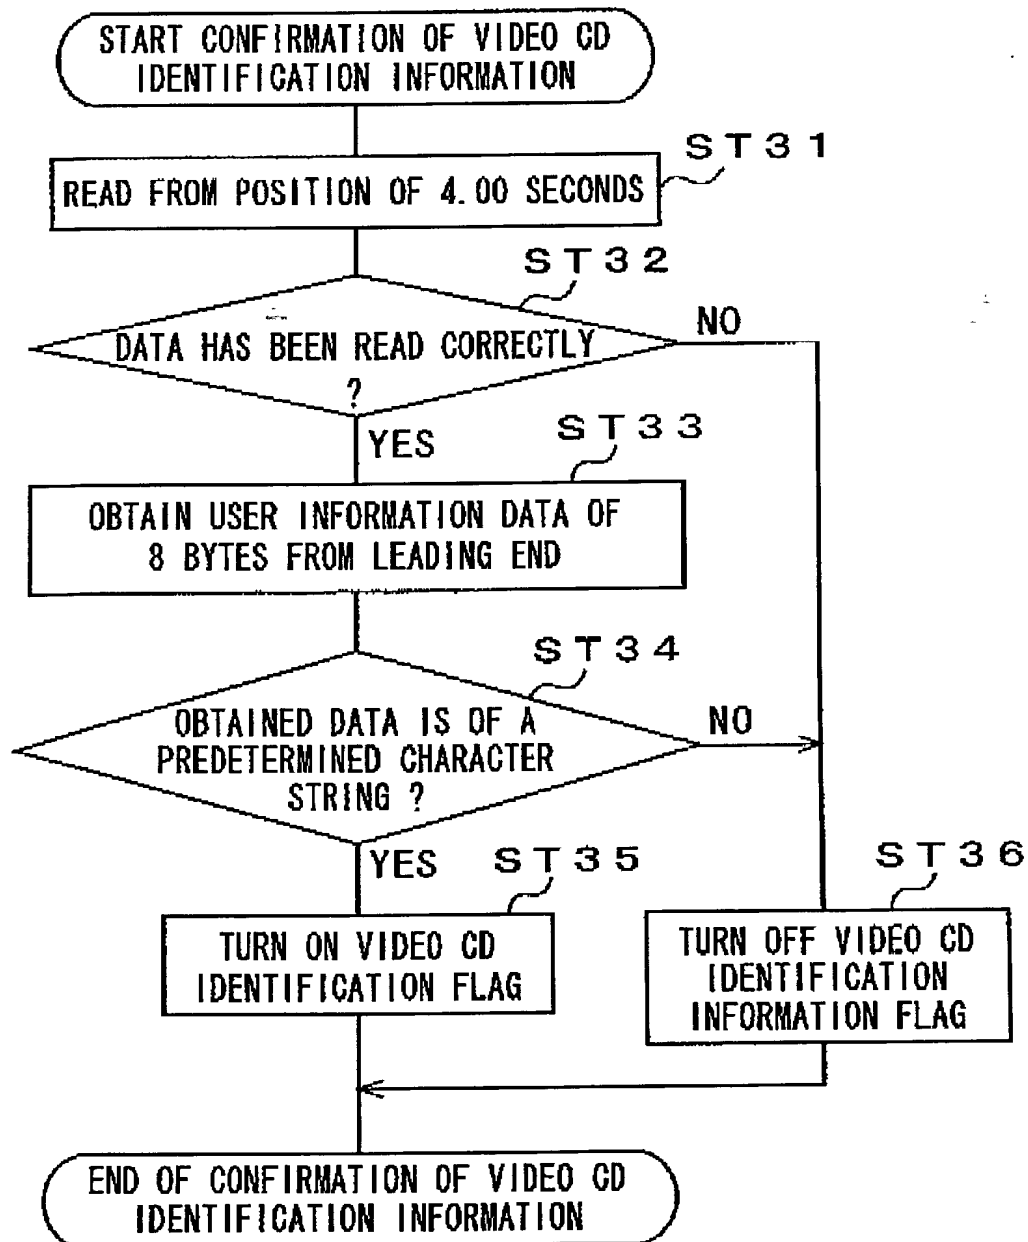 START CONFIRMATION OF VIDEO CD
IDENTIFICATION INFORMATION
ST31
READ FROM POSITION OF 4.00 SECONDS
ST32
DATA HAS BEEN READ CORRECTLY
?
NO
YES
ST33
OBTAIN USER INFORMATION DATA OF
8 BYTES FROM LEADING END
ST34
OBTAINED DATA IS OF A
PREDETERMINED CHARACTER
STRING ?
NO
YES
ST35
TURN ON VIDEO CD
IDENTIFICATION FLAG
ST36
TURN OFF VIDEO CD
IDENTIFICATION
INFORMATION FLAG
END OF CONFIRMATION OF VIDEO CD
IDENTIFICATION INFORMATION